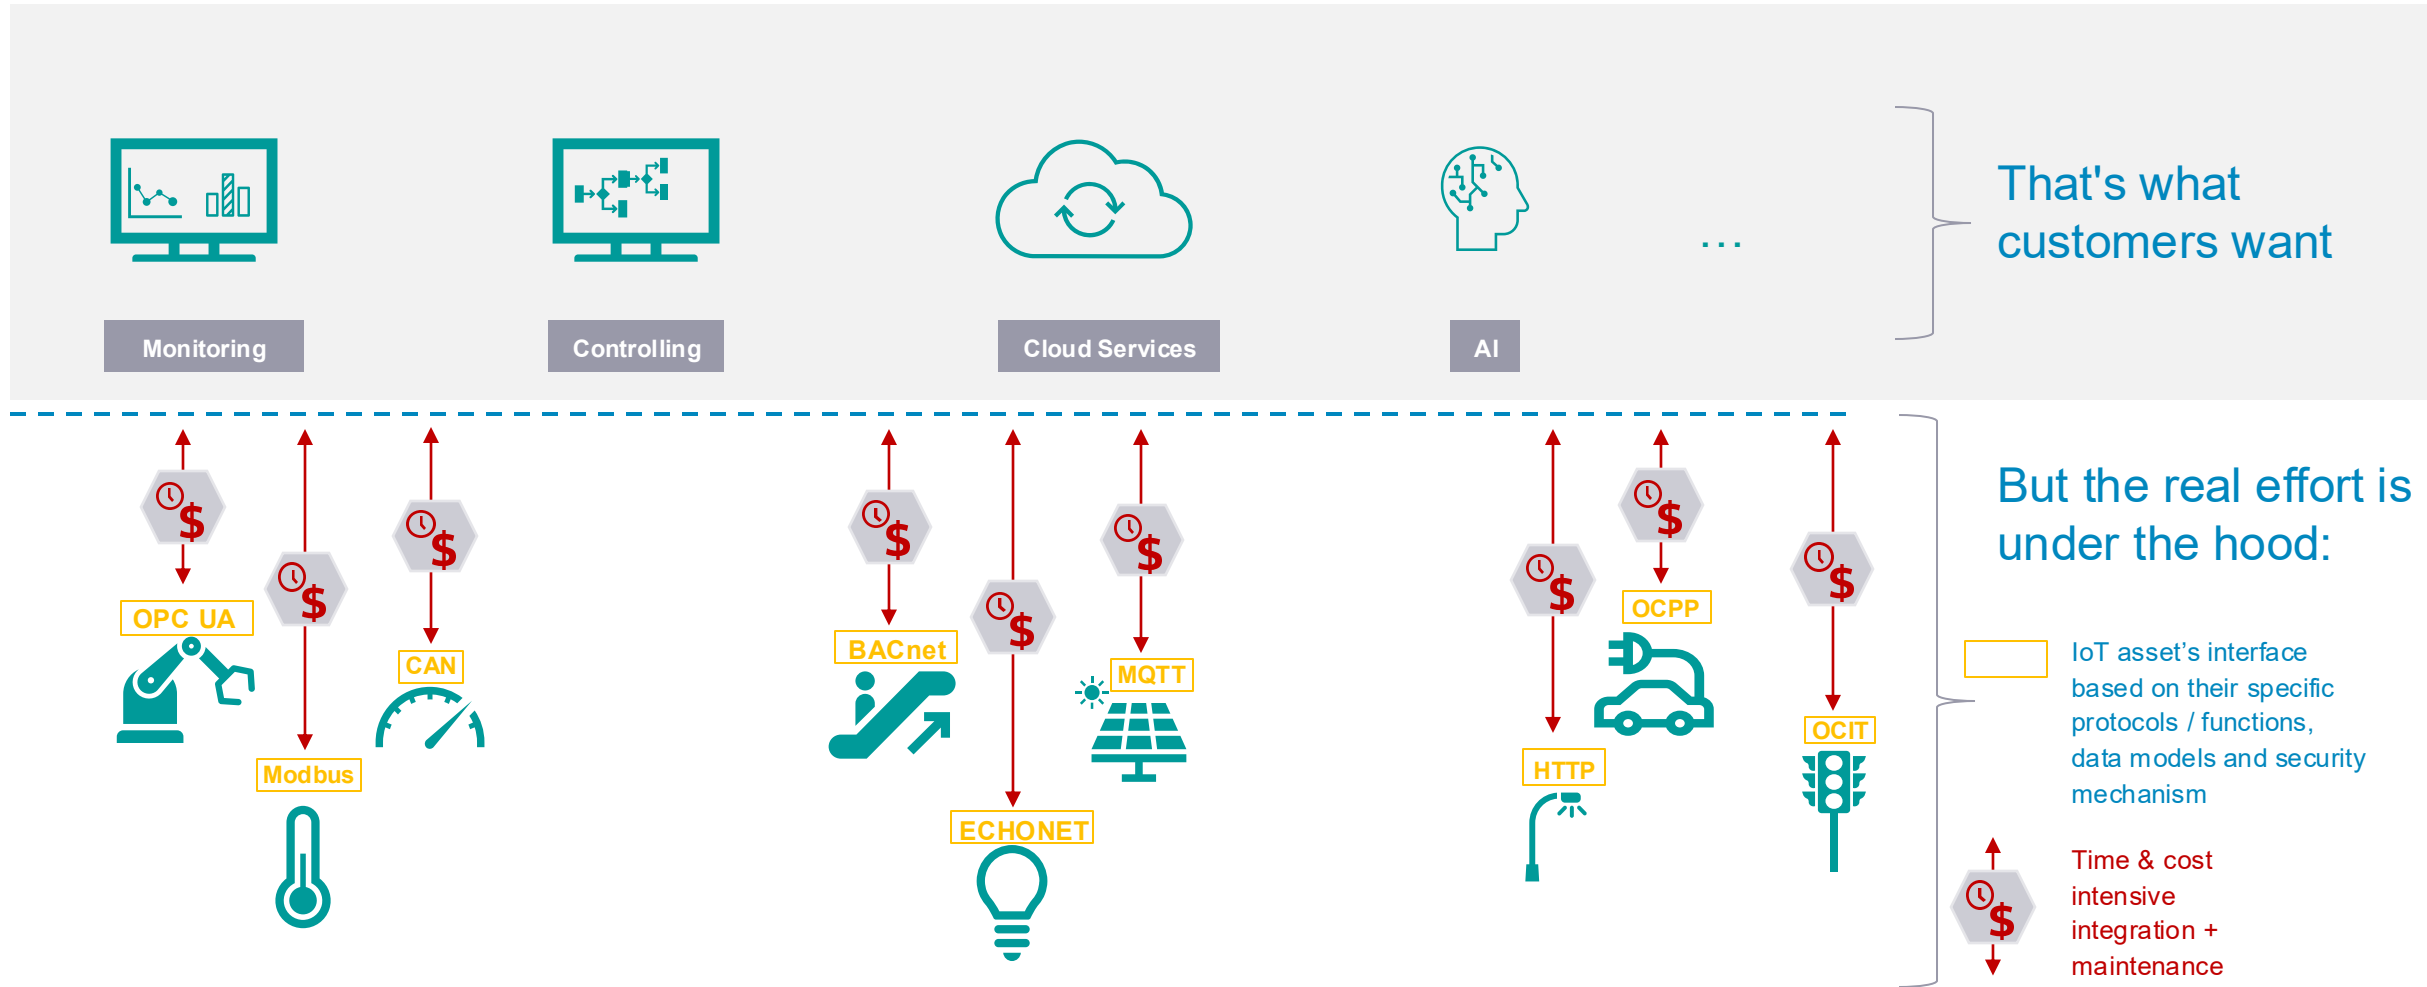 That's what
customers want
...
Monitoring
Controlling
Cloud Services
AI
But the real effort is
under the hood:
OPC UA
CAN
Modbus
BACnet
MQTT
ECHONET
OCPP
HTTP
OCIT
$
$
$
$
$
$
$
$
$
IoT asset’s interface
based on their specific
protocols / functions,
data models and security
mechanism
$
Time & cost
intensive
integration +
maintenance